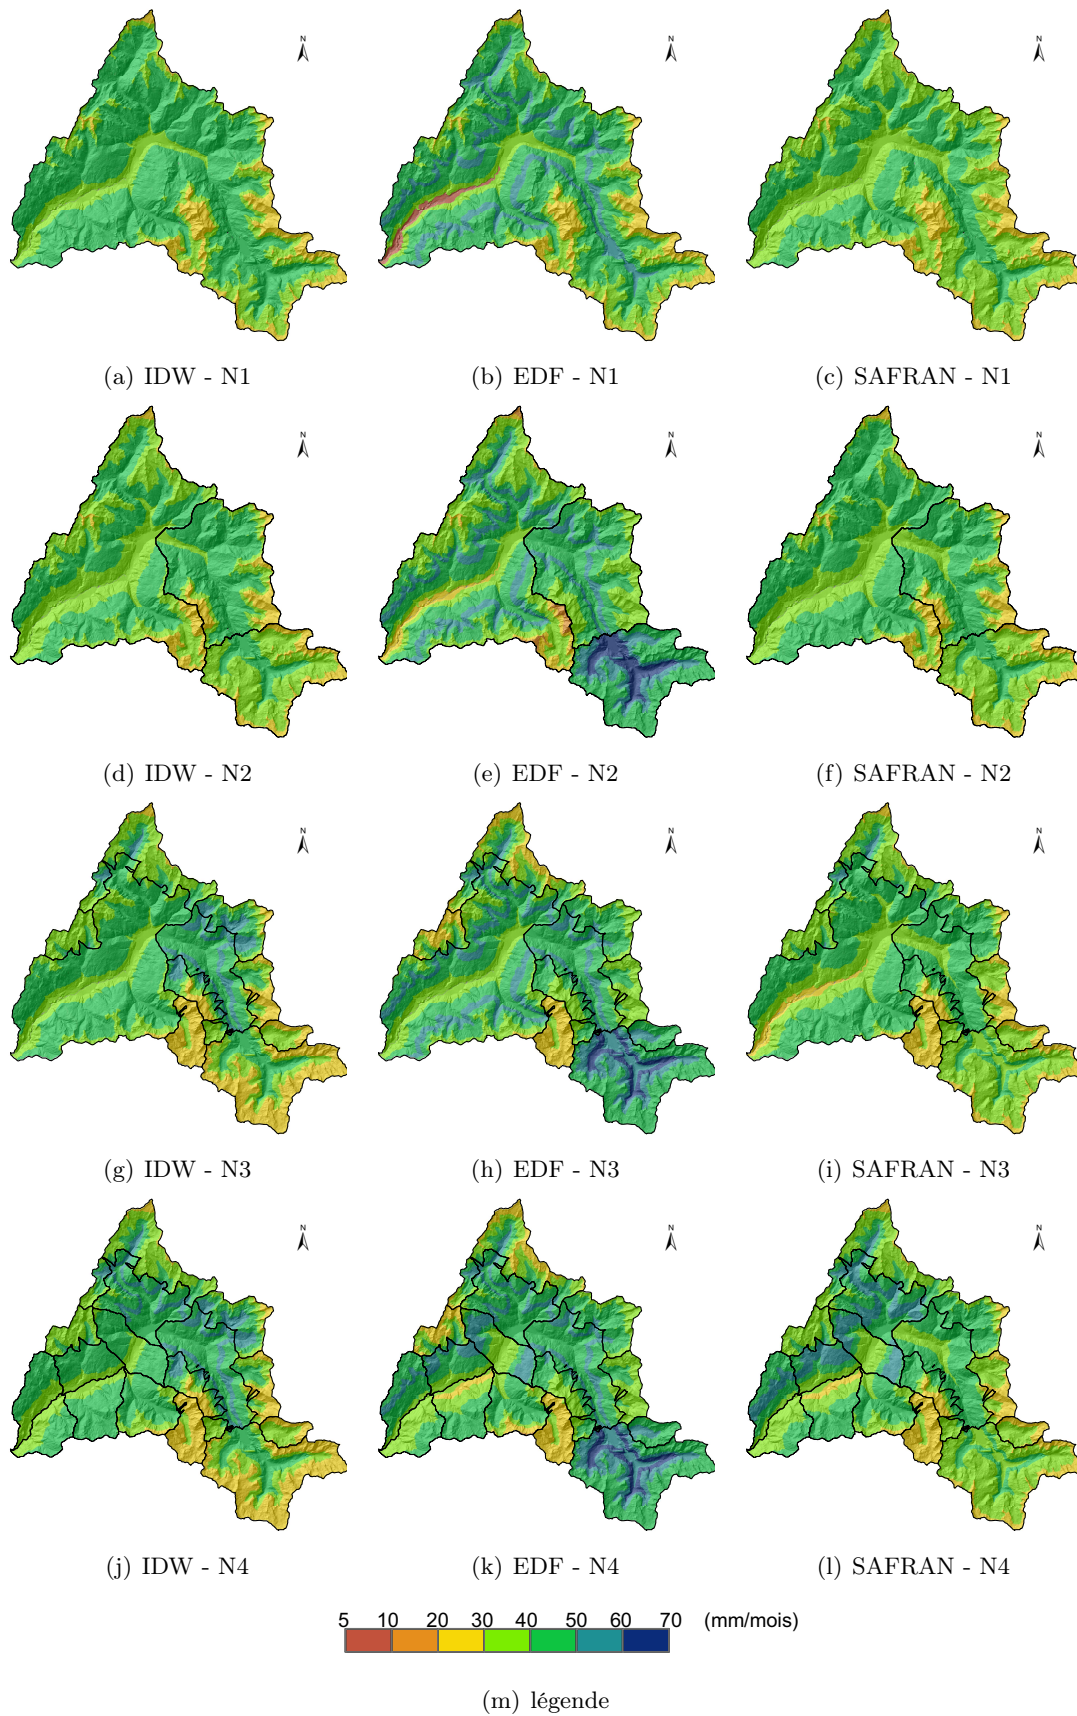 N N N
(a) IDW - N1 (b) EDF - N1 (c) SAFRAN - N1
N N N
(d) IDW - N2 (e) EDF - N2 (f) SAFRAN - N2
N N N
(g) IDW - N3 (h) EDF - N3 (i) SAFRAN - N3
N N N
(j) IDW - N4 (k) EDF - N4 (l) SAFRAN - N4
5 10 20 30 40 50 60 70 (mm/mois)
(m) légende